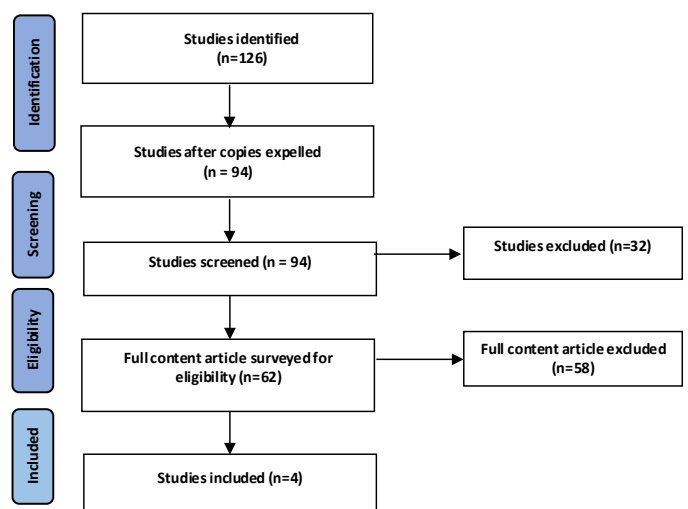 Identification
Studies identified
(n=126)
Studies after copies expelled
(n = 94)
Screening
Studies screened (n = 94)
Studies excluded (n=32)
Eligibility
Full content article surveyed for
eligibility (n=62)
Full content article excluded
(n=58)
Included
Studies included (n=4)